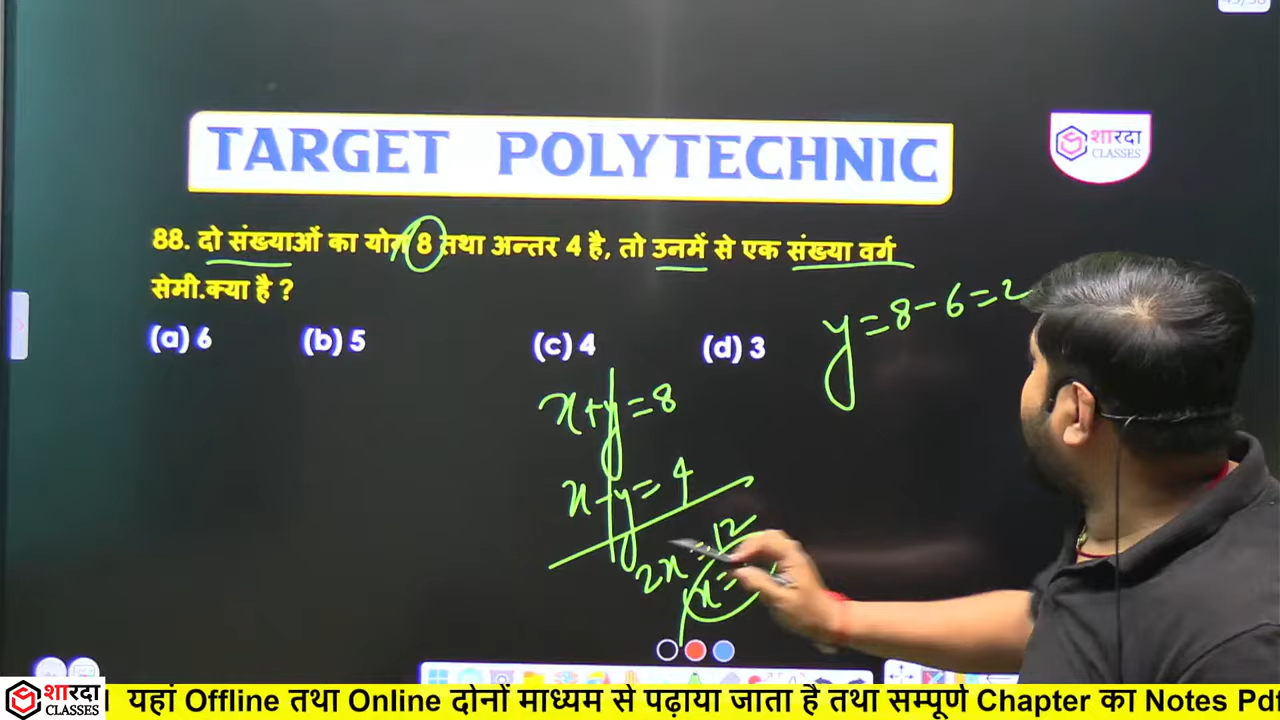 TARGET POLYTECHNIC
शारदा
CLASSES
88. दो संख्याओं का योग 8 तथा अन्तर 4 है, तो उनमें से एक संख्या वर्ग
सेमी.क्या है ?
(a) 6 (b) 5 (c) 4 (d) 3
y = 8 - 6 = 2
x + y = 8
x - y = 4
2x = 12
x =
शारदा
CLASSES
यहां Offline तथा Online दोनों माध्यम से पढ़ाया जाता है तथा सम्पूर्ण Chapter का Notes Pdf